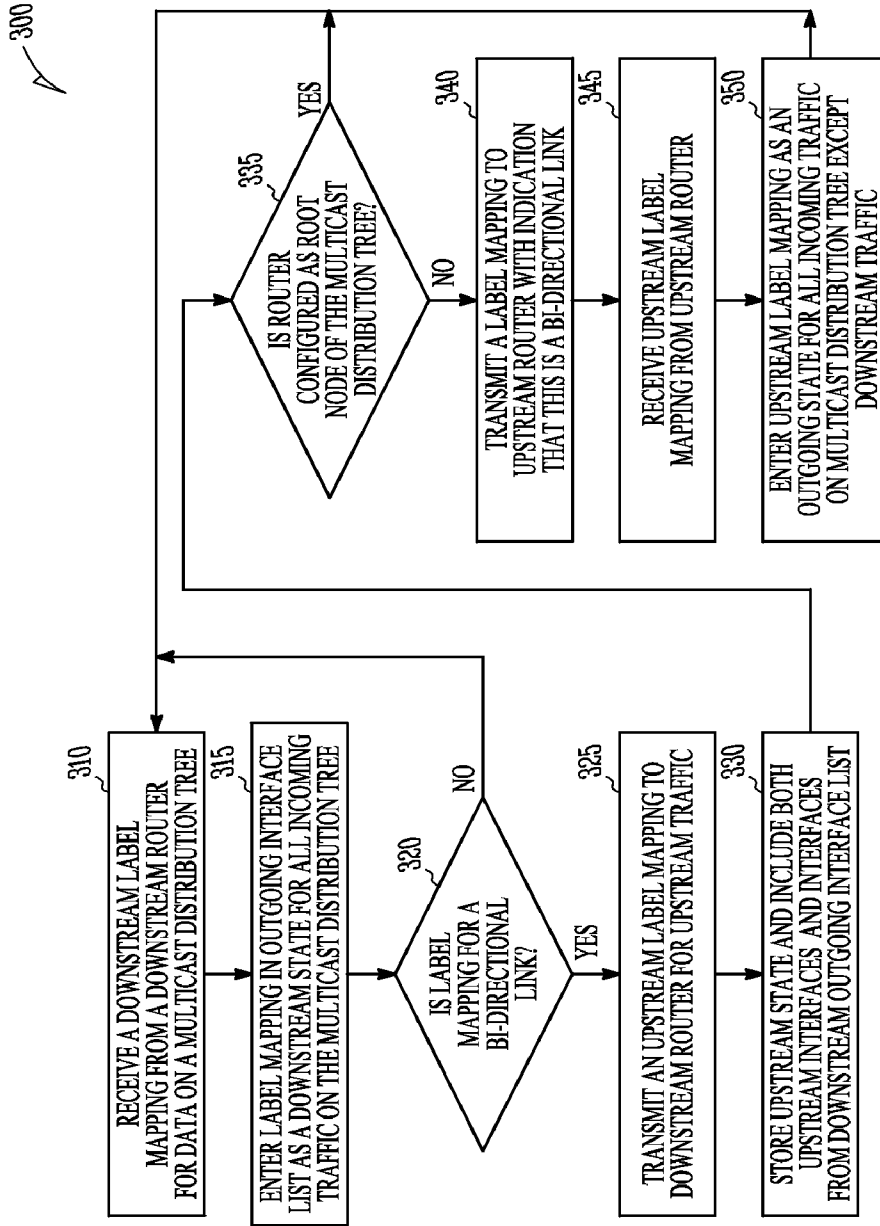 300
310
RECEIVE A DOWNSTREAM LABEL
MAPPING FROM A DOWNSTREAM ROUTER
FOR DATA ON A MULTICAST DISTRIBUTION TREE
315
ENTER LABEL MAPPING IN OUTGOING INTERFACE
LIST AS A DOWNSTREAM STATE FOR ALL INCOMING
TRAFFIC ON THE MULTICAST DISTRIBUTION TREE
320
IS LABEL
MAPPING FOR A
BI-DIRECTIONAL
LINK?
NO
YES
325
TRANSMIT AN UPSTREAM LABEL MAPPING TO
DOWNSTREAM ROUTER FOR UPSTREAM TRAFFIC
330
STORE UPSTREAM STATE AND INCLUDE BOTH
UPSTREAM INTERFACES AND INTERFACES
FROM DOWNSTREAM OUTGOING INTERFACE LIST
335
IS ROUTER
CONFIGURED AS ROOT
NODE OF THE MULTICAST
DISTRIBUTION TREE?
YES
NO
340
TRANSMIT A LABEL MAPPING TO
UPSTREAM ROUTER WITH INDICATION
THAT THIS IS A BI-DIRECTIONAL LINK
345
RECEIVE UPSTREAM LABEL
MAPPING FROM UPSTREAM ROUTER
350
ENTER UPSTREAM LABEL MAPPING AS AN
OUTGOING STATE FOR ALL INCOMING TRAFFIC
ON MULTICAST DISTRIBUTION TREE EXCEPT
DOWNSTREAM TRAFFIC